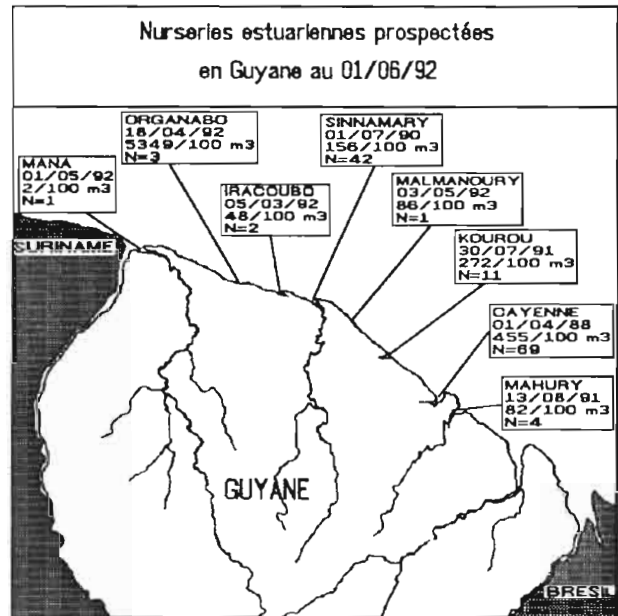 Nurseries estuariennes prospectées
en Guyane au 01/06/92
ORGANABO
18/04/92
5349/100 m3
N=3
SINNAMARY
01/07/90
156/100 m3
N=42
MANA
01/05/92
2/100 m3
N=1
IRACOUBO
05/03/92
48/100 m3
N=2
MALMANOURY
03/05/92
86/100 m3
N=1
KOUROU
30/07/91
272/100 m3
N=11
CAYENNE
01/04/88
455/100 m3
N=69
MAHURY
13/08/91
82/100 m3
N=4
SURINAME
GUYANE
BRESIL